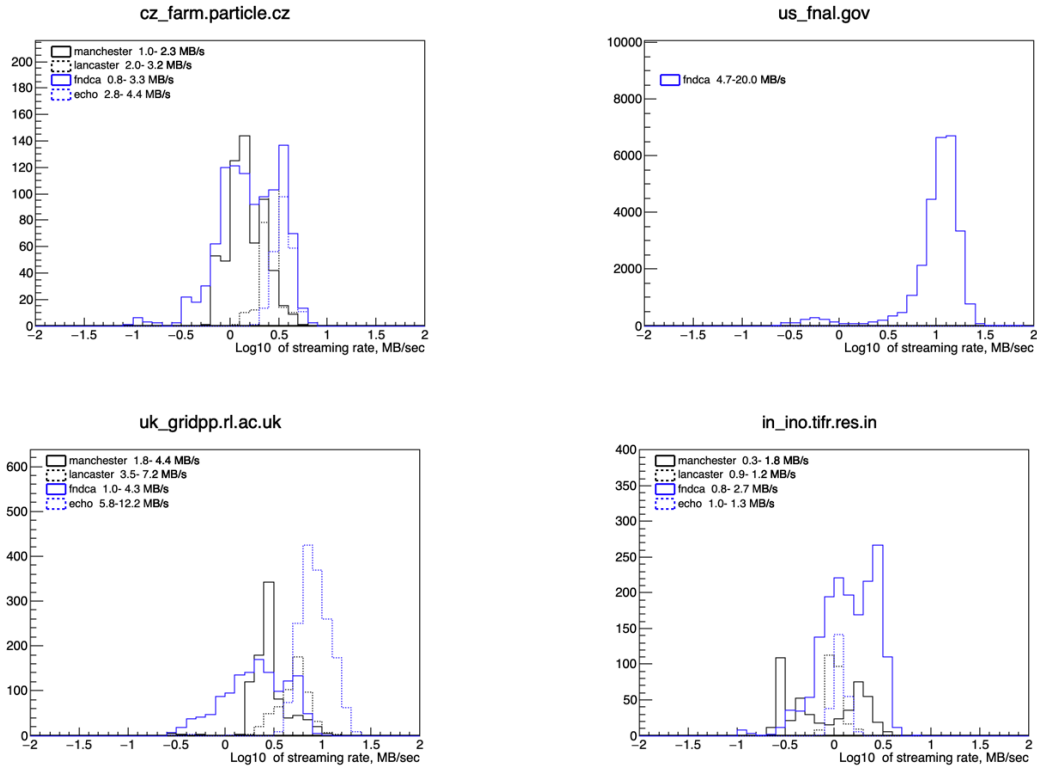 cz_farm.particle.cz
manchester 1.0- 2.3 MB/s
lancaster 2.0- 3.2 MB/s
fndca 0.8- 3.3 MB/s
echo 2.8- 4.4 MB/s
200
180
160
140
120
100
80
60
40
20
0
−2 −1.5 −1 −0.5 0 0.5 1 1.5 2
Log10 of streaming rate, MB/sec
us_fnal.gov
fndca 4.7-20.0 MB/s
10000
8000
6000
4000
2000
0
−2 −1.5 −1 −0.5 0 0.5 1 1.5 2
Log10 of streaming rate, MB/sec
uk_gridpp.rl.ac.uk
manchester 1.8- 4.4 MB/s
lancaster 3.5- 7.2 MB/s
fndca 1.0- 4.3 MB/s
echo 5.8-12.2 MB/s
600
500
400
300
200
100
0
−2 −1.5 −1 −0.5 0 0.5 1 1.5 2
Log10 of streaming rate, MB/sec
in_ino.tifr.res.in
manchester 0.3- 1.8 MB/s
lancaster 0.9- 1.2 MB/s
fndca 0.8- 2.7 MB/s
echo 1.0- 1.3 MB/s
400
350
300
250
200
150
100
50
0
−2 −1.5 −1 −0.5 0 0.5 1 1.5 2
Log10 of streaming rate, MB/sec